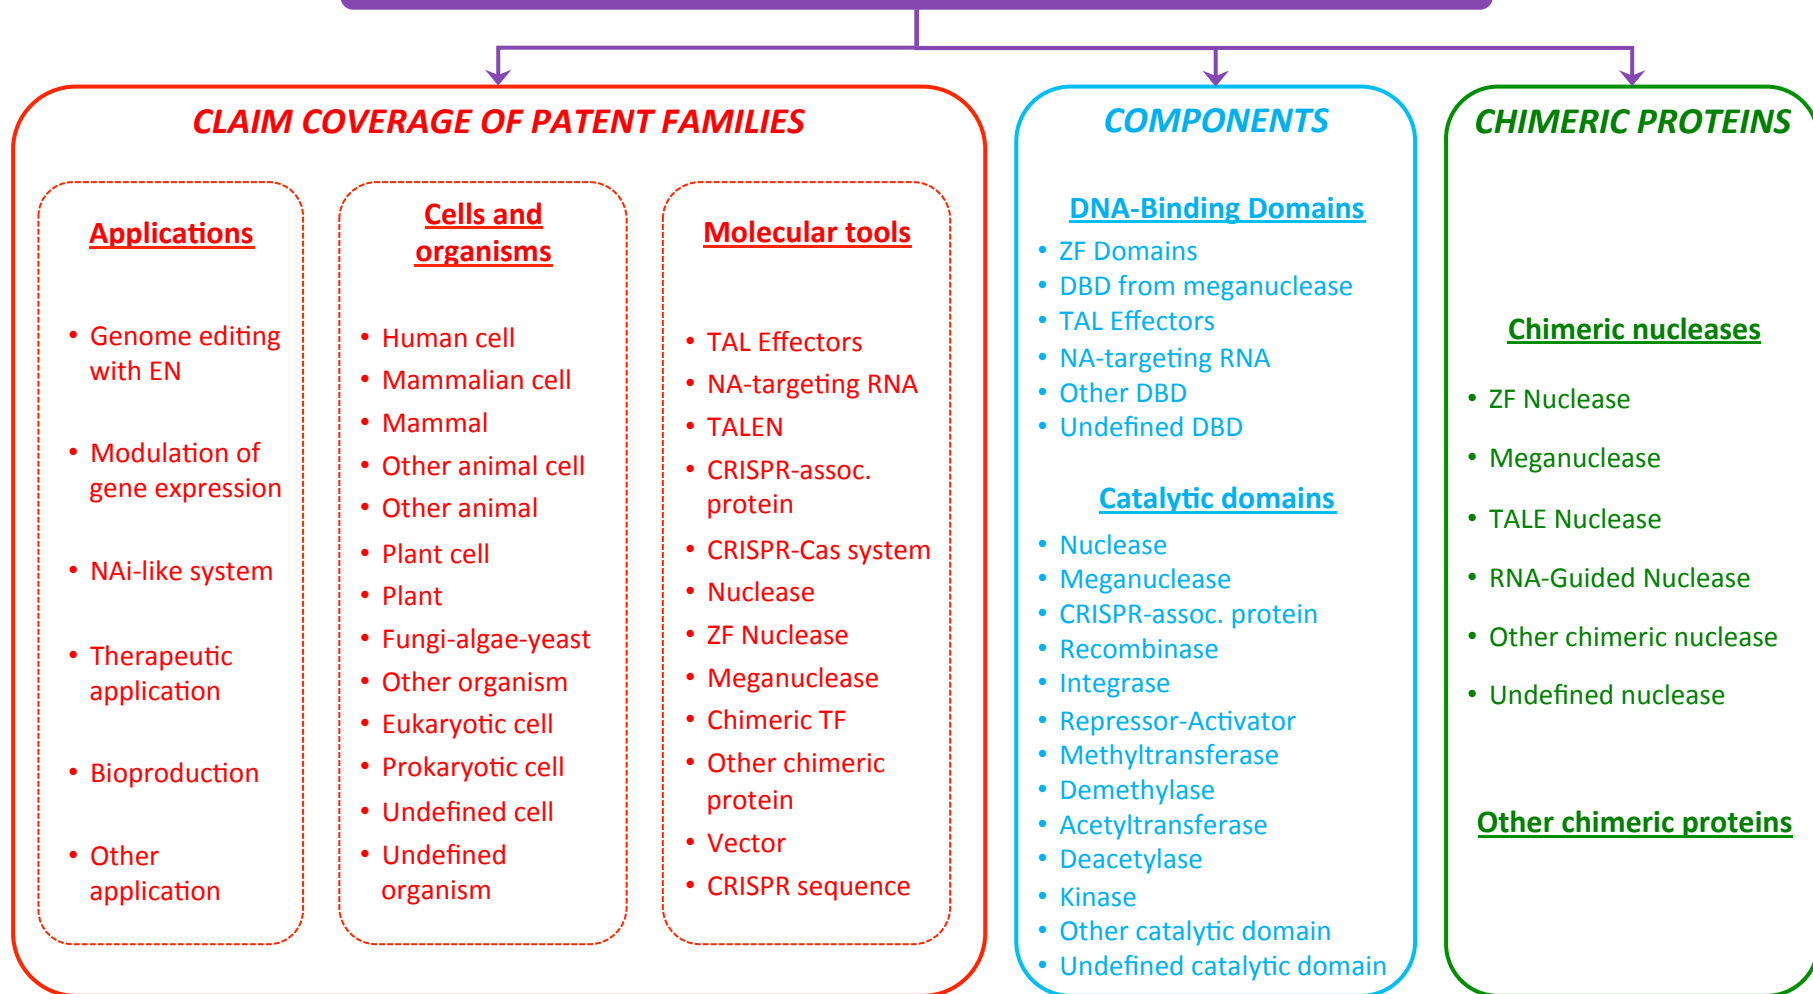 CLAIM COVERAGE OF PATENT FAMILIES
Applications
• Genome editing
with EN
• Modulation of
gene expression
• NAi-like system
• Therapeutic
application
• Bioproduction
• Other
application
Cells and
organisms
• Human cell
• Mammalian cell
• Mammal
• Other animal cell
• Other animal
• Plant cell
• Plant
• Fungi-algae-yeast
• Other organism
• Eukaryotic cell
• Prokaryotic cell
• Undefined cell
• Undefined
organism
Molecular tools
• TAL Effectors
• NA-targeting RNA
• TALEN
• CRISPR-assoc.
protein
• CRISPR-Cas system
• Nuclease
• ZF Nuclease
• Meganuclease
• Chimeric TF
• Other chimeric
protein
• Vector
• CRISPR sequence
COMPONENTS
DNA-Binding Domains
• ZF Domains
• DBD from meganuclease
• TAL Effectors
• NA-targeting RNA
• Other DBD
• Undefined DBD
Catalytic domains
• Nuclease
• Meganuclease
• CRISPR-assoc. protein
• Recombinase
• Integrase
• Repressor-Activator
• Methyltransferase
• Demethylase
• Acetyltransferase
• Deacetylase
• Kinase
• Other catalytic domain
• Undefined catalytic domain
CHIMERIC PROTEINS
Chimeric nucleases
• ZF Nuclease
• Meganuclease
• TALE Nuclease
• RNA-Guided Nuclease
• Other chimeric nuclease
• Undefined nuclease
Other chimeric proteins